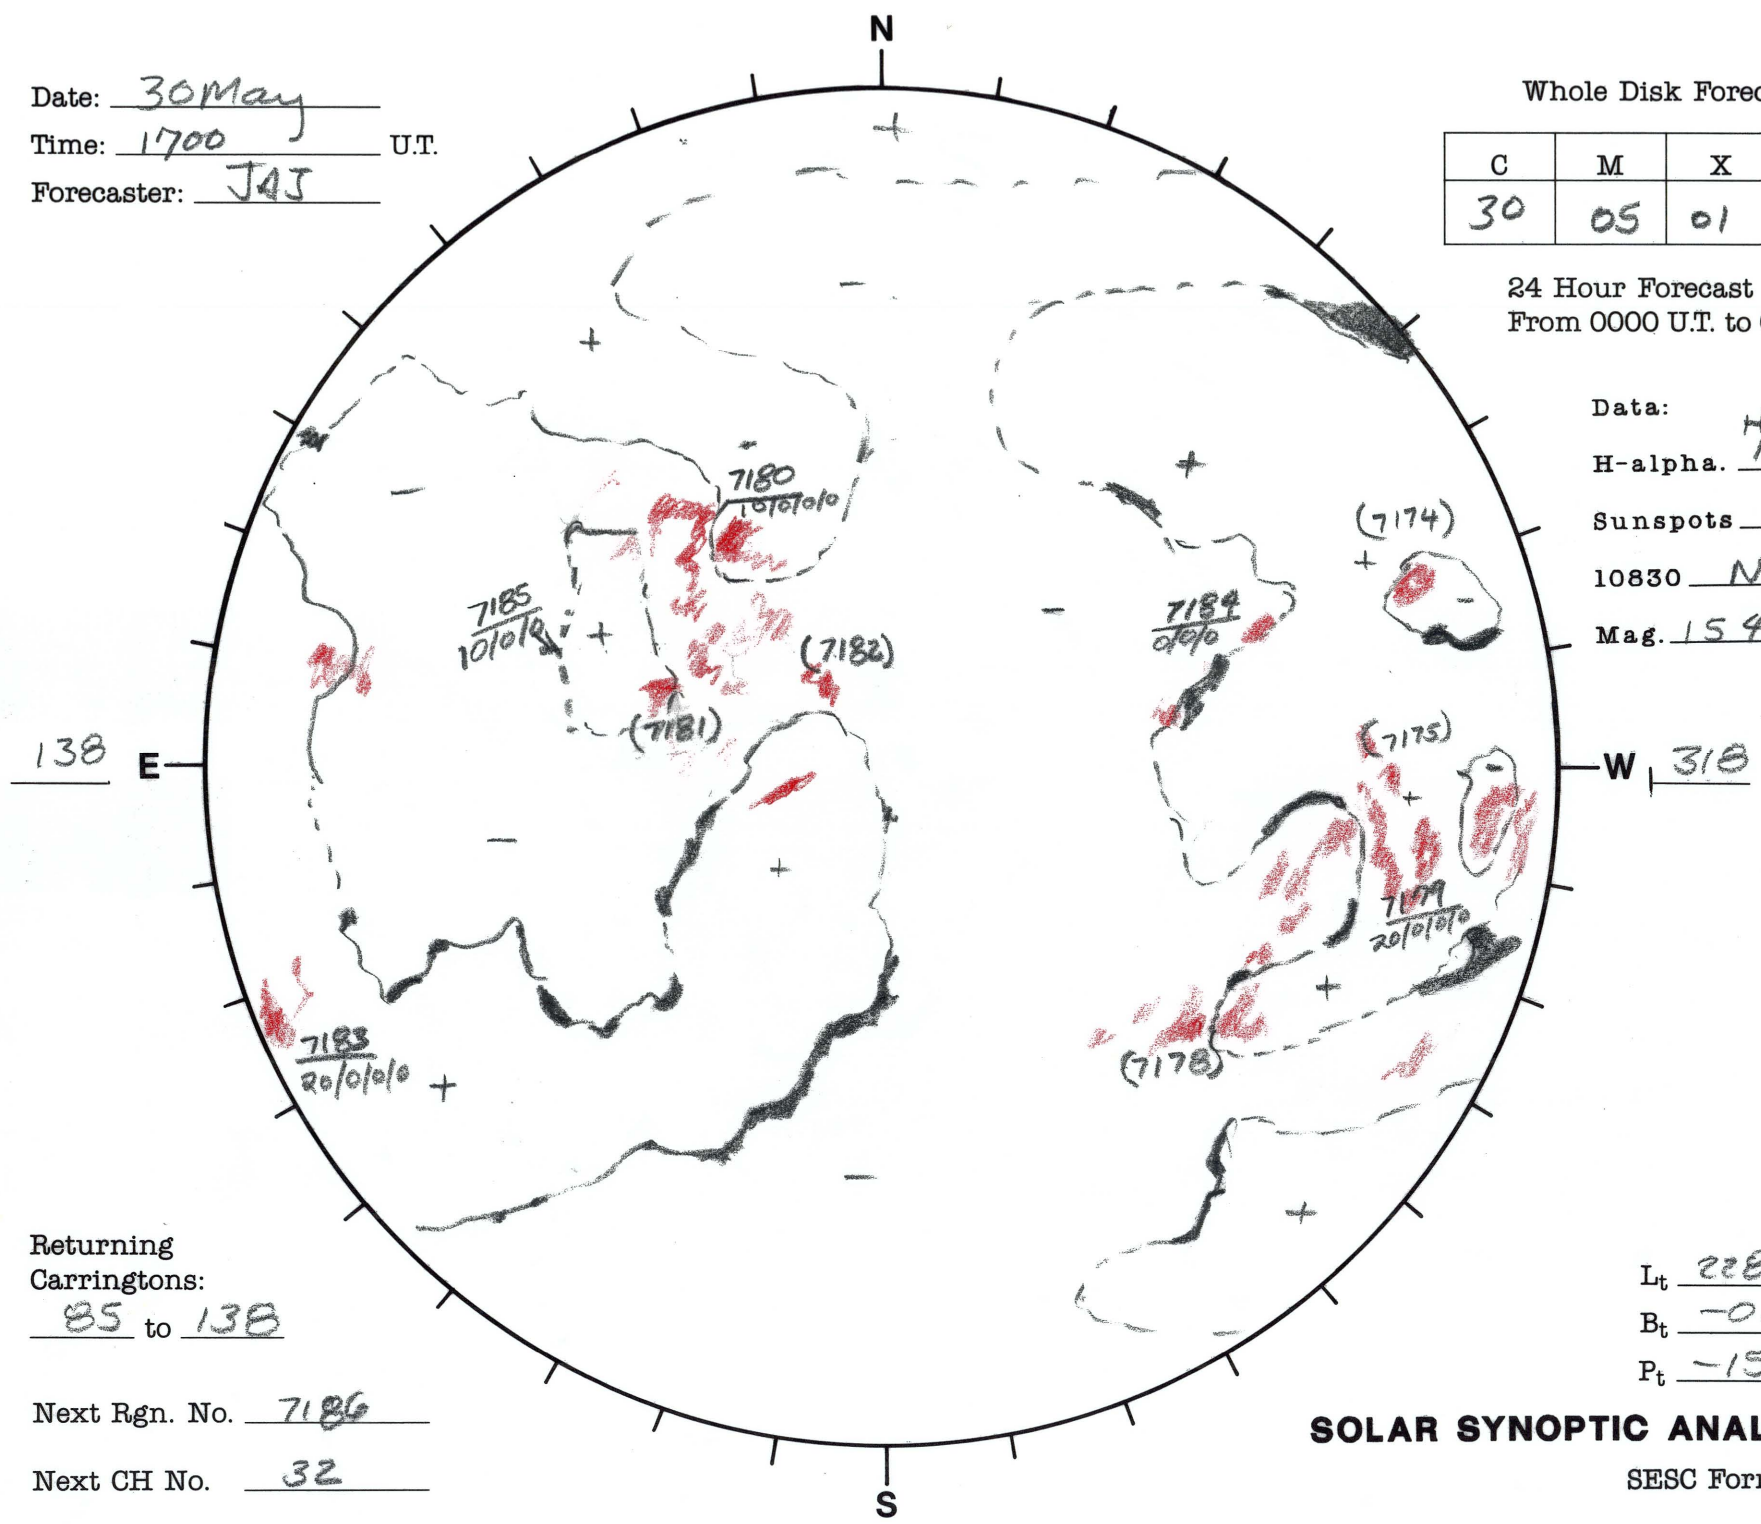 N
Date: 30 May
Time: 1700 U.T.
Forecaster: JAJ
Whole Disk Forec
C M X
30 05 01
24 Hour Forecast
From 0000 U.T. to
Data:
H-alpha.
Sunspots
10830 N
Mag. 154
+
-
+
-
+
-
7180
10/0/0/0
(7174)
+
-
7185
10/0/0
+
-
7184
0/0/0
(7182)
(7181)
(7175)
138 E
W 318
-
+
-
+
7179
20/0/0/0
+
7183
20/0/0/0
+
(7178)
-
+
Returning
Carringtons:
85 to 138
Lt 228
Bt -0
Pt -15
Next Rgn. No. 7186
Next CH No. 32
SOLAR SYNOPTIC ANAL
SESC For
S